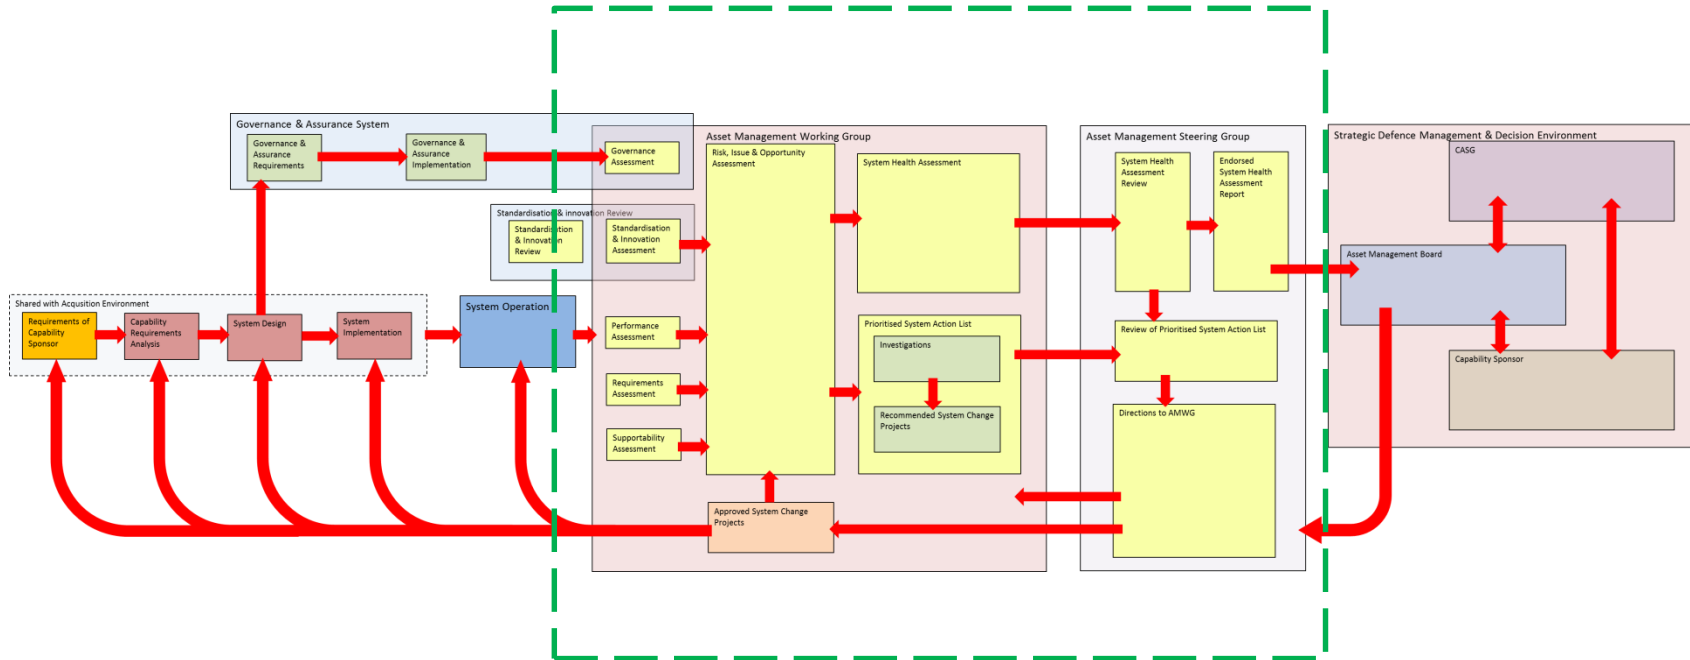 Governance & Assurance System
Governance &
Assurance
Requirements
Governance &
Assurance
Implementation
Governance
Assessment
Standardisation & innovation Review
Standardisation
& Innovation
Review
Standardisation
& Innovation
Assessment
Shared with Acqusition Environment
Requirements of
Capability
Sponsor
Capability
Requirements
Analysis
System Design
System
Implementation
System Operation
Asset Management Working Group
Performance
Assessment
Requirements
Assessment
Supportability
Assessment
Risk, Issue & Opportunity
Assessment
System Health Assessment
Prioritised System Action List
Investigations
Recommended System Change
Projects
Approved System Change
Projects
Asset Management Steering Group
System Health
Assessment
Review
Endorsed
System Health
Assessment
Report
Review of Prioritised System Action List
Directions to AMWG
Strategic Defence Management & Decision Environment
CASG
Asset Management Board
Capability Sponsor